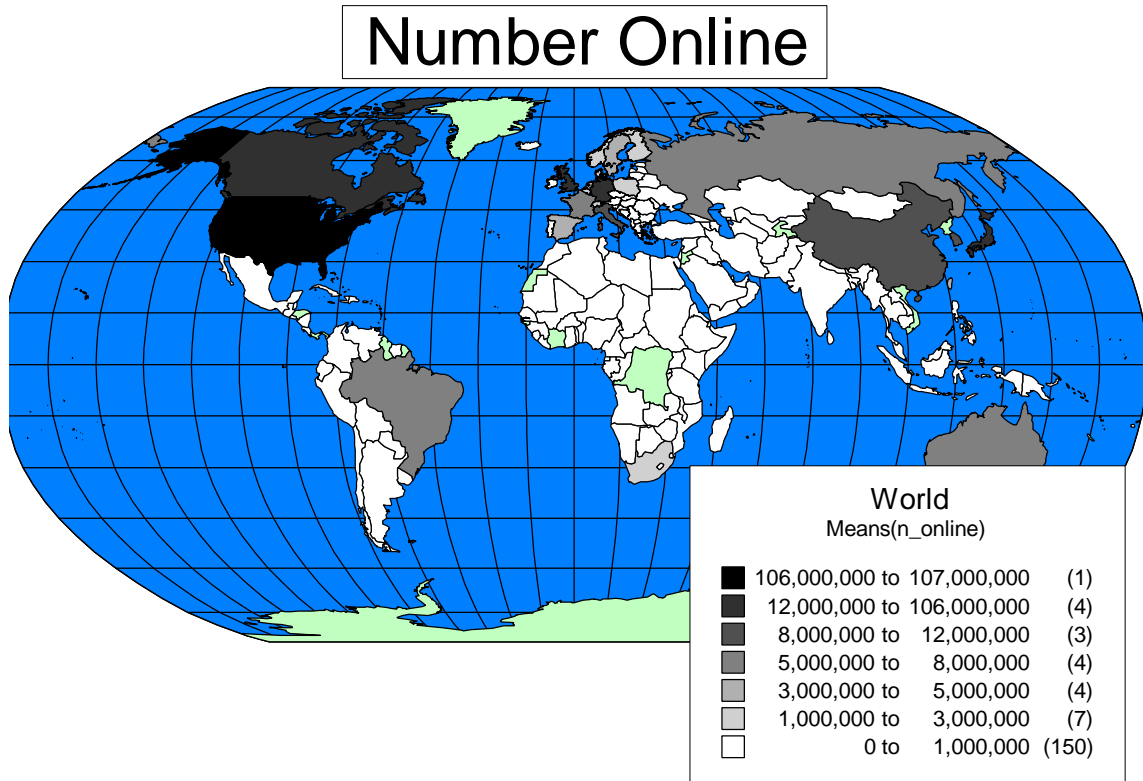 Number Online
World
Means(n_online)
106,000,000 to 107,000,000 (1)
12,000,000 to 106,000,000 (4)
8,000,000 to 12,000,000 (3)
5,000,000 to 8,000,000 (4)
3,000,000 to 5,000,000 (4)
1,000,000 to 3,000,000 (7)
0 to 1,000,000 (150)